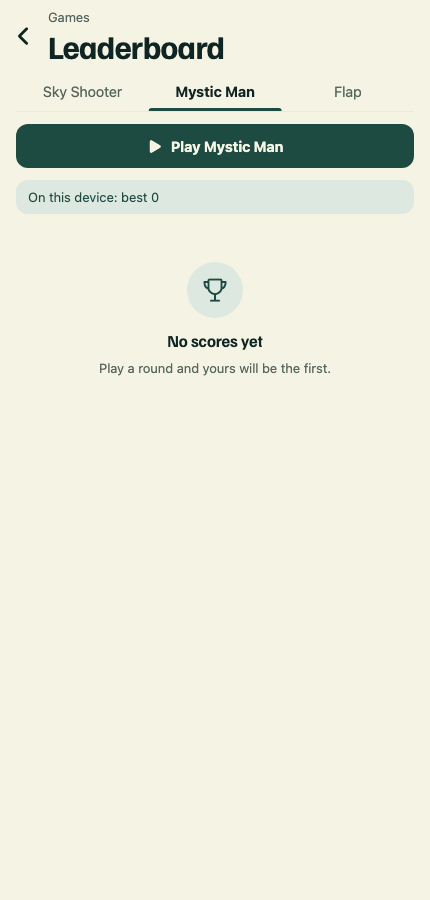 Games
Leaderboard
Sky Shooter
Mystic Man
Flap
Play Mystic Man
On this device: best 0
No scores yet
Play a round and yours will be the first.